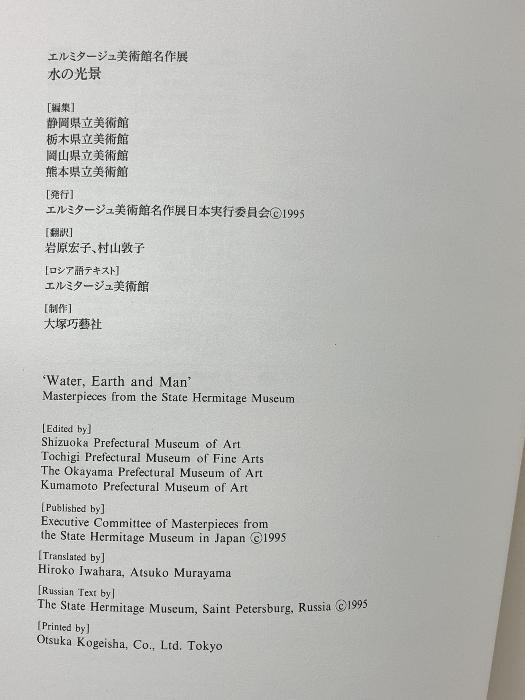 エルミタージュ美術館名作展
水の光景
[編集]
静岡県立美術館
栃木県立美術館
岡山県立美術館
熊本県立美術館
[発行]
エルミタージュ美術館名作展日本実行委員会©1995
[翻訳]
岩原宏子、村山敦子
[ロシア語テキスト]
エルミタージュ美術館
[制作]
大塚巧藝社
'Water, Earth and Man'
Masterpieces from the State Hermitage Museum
[Edited by]
Shizuoka Prefectural Museum of Art
Tochigi Prefectural Museum of Fine Arts
The Okayama Prefectural Museum of Art
Kumamoto Prefectural Museum of Art
[Published by]
Executive Committee of Masterpieces from
the State Hermitage Museum in Japan ©1995
[Translated by]
Hiroko Iwahara, Atsuko Murayama
[Russian Text by]
The State Hermitage Museum, Saint Petersburg, Russia ©1995
[Printed by]
Otsuka Kogeisha, Co., Ltd. Tokyo